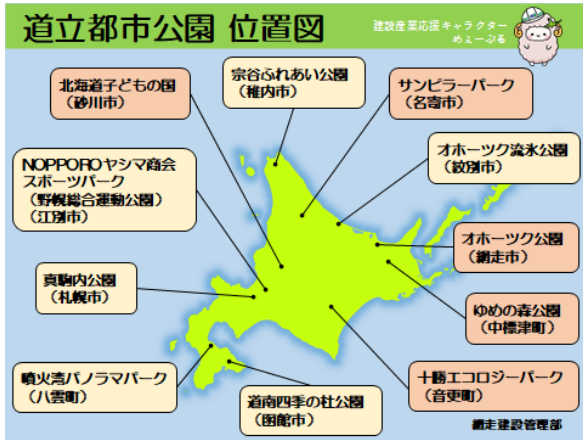 道立都市公園 位置図
建設産業応援キャラクター
めぇーぷる
北海道子どもの国
(砂川市)
宗谷ふれあい公園
(稚内市)
サンピラーパーク
(名寄市)
NOPPOROヤシマ商会
スポーツパーク
(野幌総合運動公園)
(江別市)
オホーツク流氷公園
(紋別市)
オホーツク公園
(網走市)
真駒内公園
(札幌市)
ゆめの森公園
(中標津町)
噴火湾パノラマパーク
(八雲町)
道南四季の杜公園
(函館市)
十勝エコロジーパーク
(音更町)
網走建設管理部